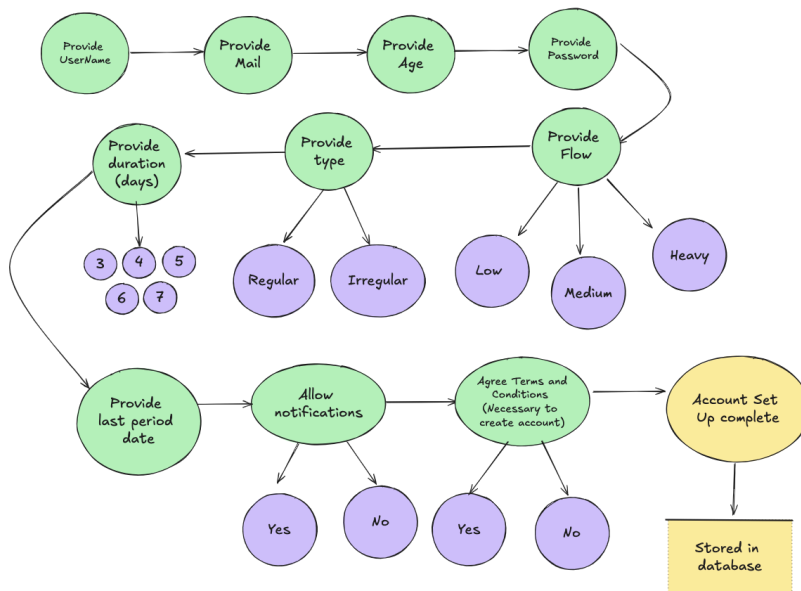 Provide
UserName
Provide
Mail
Provide
Age
Provide
Password
Provide
duration
(days)
Provide
type
Provide
Flow
3
4
5
6
7
Regular
Irregular
Low
Medium
Heavy
Provide
last period
date
Allow
notifications
Agree Terms and
Conditions
(Necessary to
create account)
Account Set
Up complete
Yes
No
Yes
No
Stored in
database